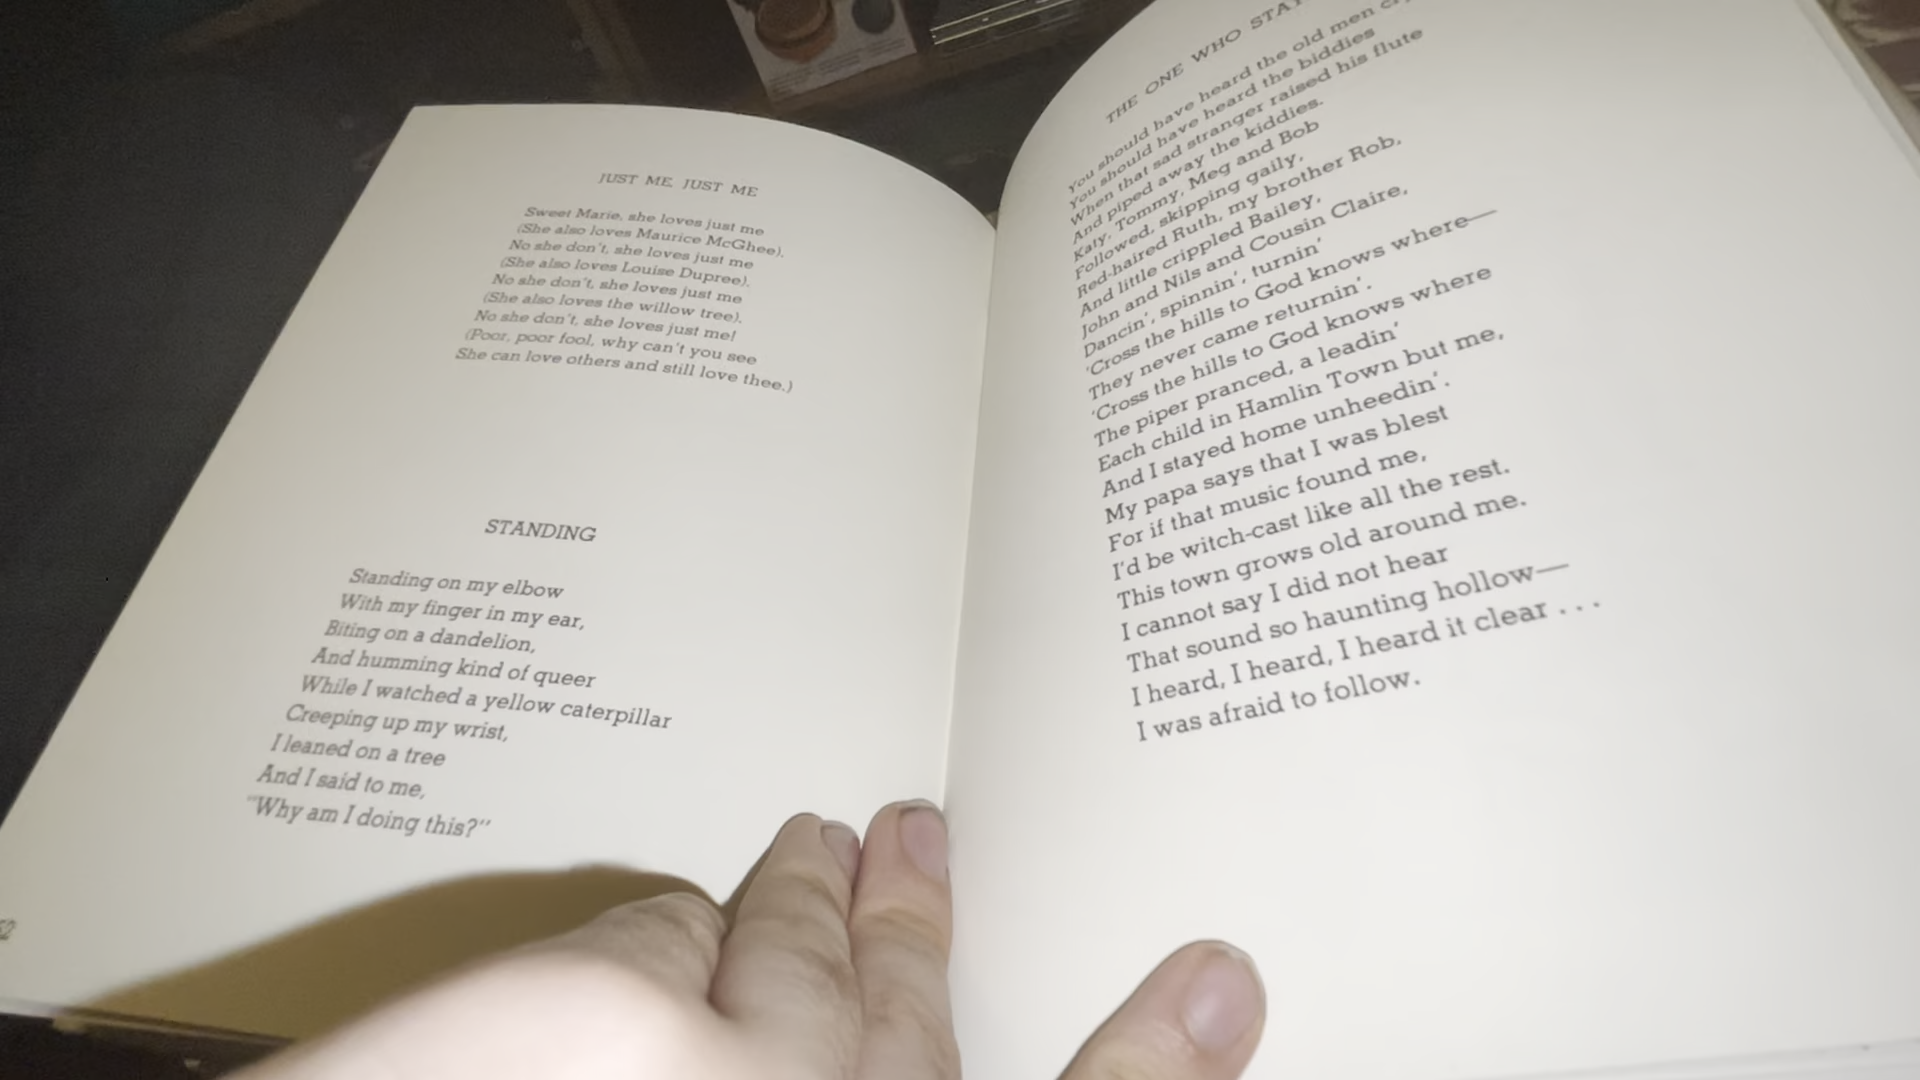 JUST ME, JUST ME
Sweet Marie, she loves just me
(She also loves Maurice McGhee).
No she don't, she loves just me
(She also loves Louise Dupree).
No she don't, she loves just me
(She also loves the willow tree).
No she don't, she loves just me!
(Poor, poor fool, why can't you see
She can love others and still love thee.)
STANDING
Standing on my elbow
With my finger in my ear,
Biting on a dandelion,
And humming kind of queer
While I watched a yellow caterpillar
Creeping up my wrist,
I leaned on a tree
And I said to me,
"Why am I doing this?"
THE ONE WHO
You should have heard the old men
You should have heard the biddies
When that sad stranger raised his flute
And piped away the kiddies.
Katy, Tommy, Meg and Bob
Followed, skipping gaily,
Red-haired Ruth, my brother Rob,
And little crippled Bailey,
John and Nils and Cousin Claire,
Dancin', spinnin', turnin'
'Cross the hills to God knows where—
They never came returnin'.
'Cross the hills to God knows where
The piper pranced, a leadin'
Each child in Hamlin Town but me,
And I stayed home unheedin'.
My papa says that I was blest
For if that music found me,
I'd be witch-cast like all the rest.
This town grows old around me.
I cannot say I did not hear
That sound so haunting hollow—
I heard, I heard, I heard it clear . . .
I was afraid to follow.